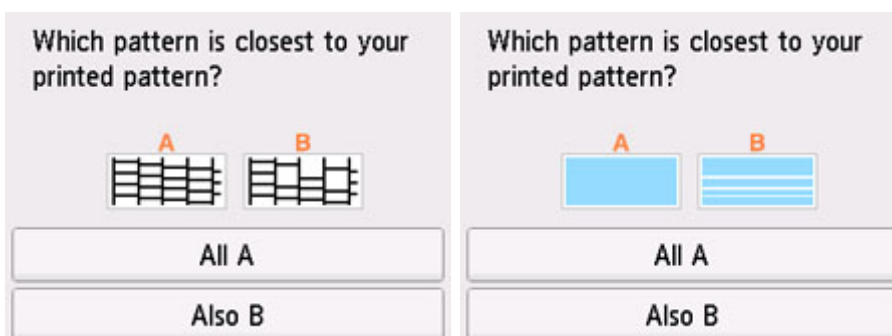 Which pattern is closest to your
printed pattern?
A B
All A
Also B
Which pattern is closest to your
printed pattern?
A B
All A
Also B